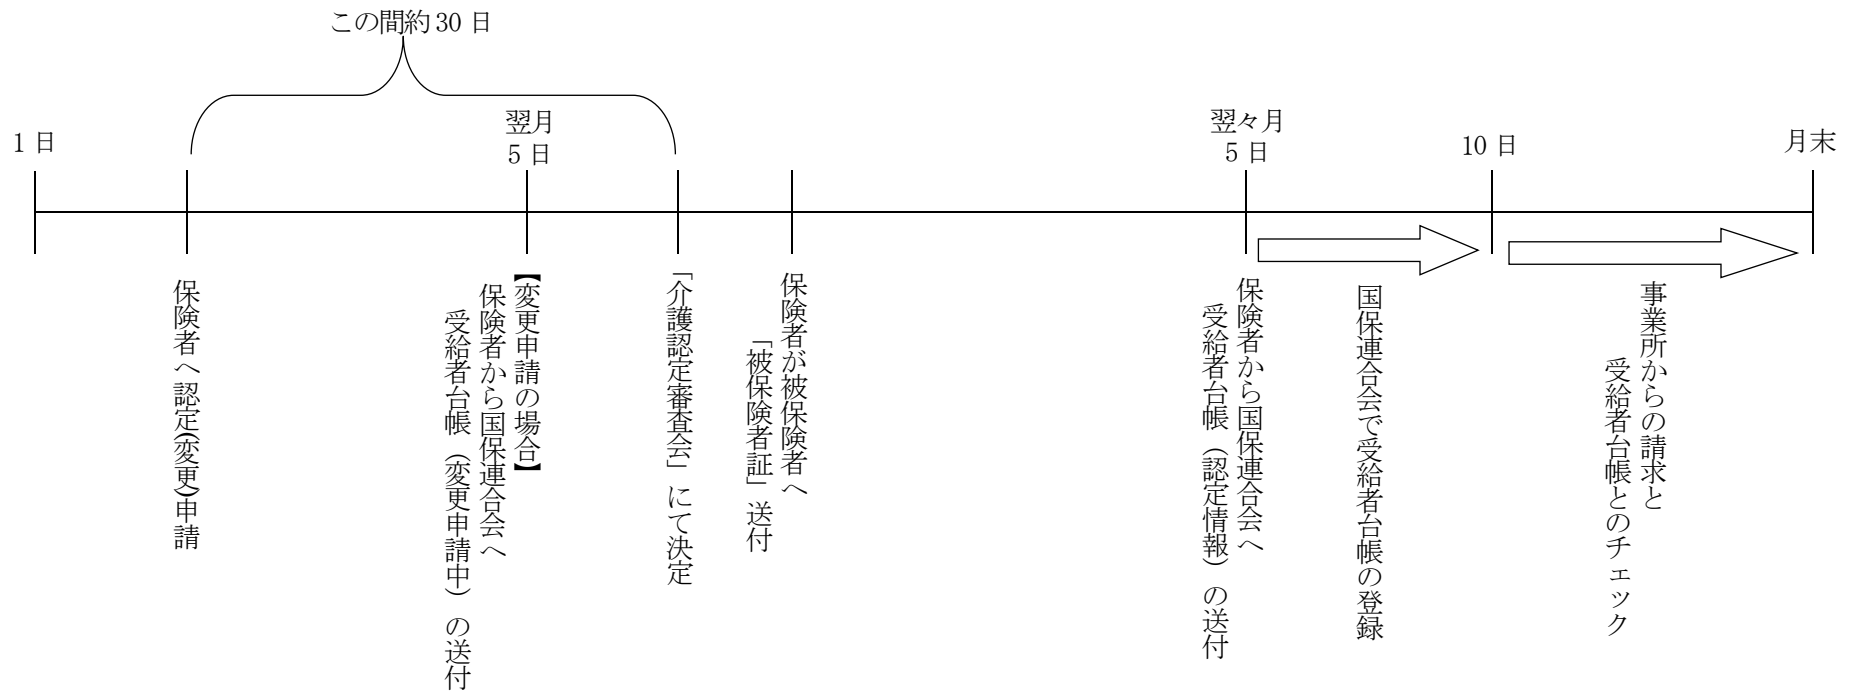 この間約30日
1日
翌月
5日
翌々月
5日
10日
月末
保険者へ認定(変更)申請
【変更申請の場合】
保険者から国保連合会へ
受給者台帳（変更申請中）の送付
「介護認定審査会」にて決定
保険者が被保険者へ
「被保険者証」送付
保険者から国保連合会へ
受給者台帳（認定情報）の送付
国保連合会で受給者台帳の登録
事業所からの請求と
受給者台帳とのチェック